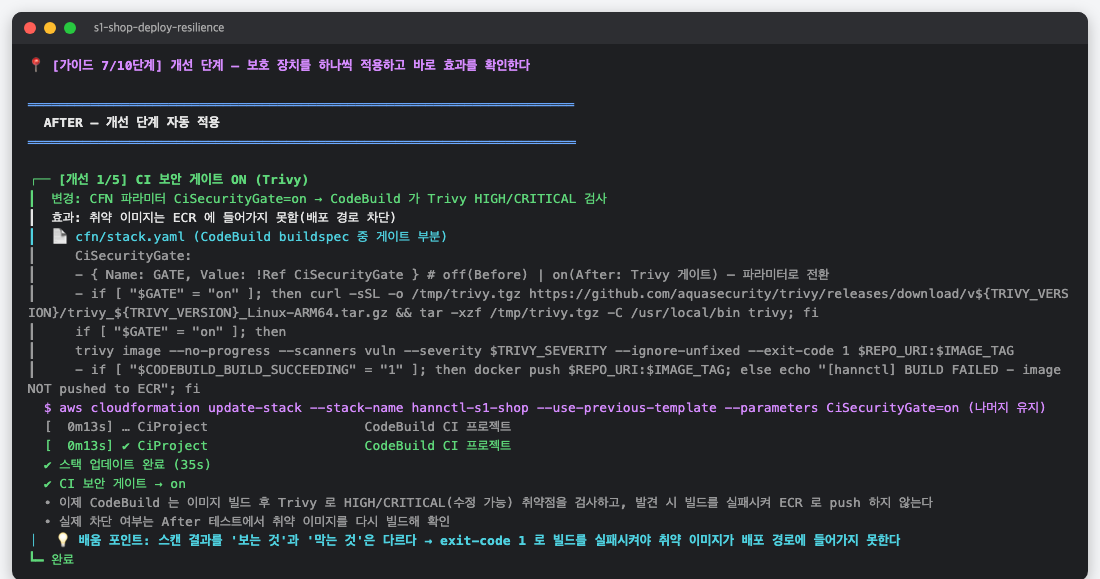 s1-shop-deploy-resilience
📍 [가이드 7/10단계] 개선 단계 — 보호 장치를 하나씩 적용하고 바로 효과를 확인한다
AFTER — 개선 단계 자동 적용
┌── [개선 1/5] CI 보안 게이트 ON (Trivy)
변경: CFN 파라미터 CiSecurityGate=on → CodeBuild 가 Trivy HIGH/CRITICAL 검사
효과: 취약 이미지는 ECR 에 들어가지 못함(배포 경로 차단)
📄 cfn/stack.yaml (CodeBuild buildspec 중 게이트 부분)
CiSecurityGate:
- { Name: GATE, Value: !Ref CiSecurityGate } # off(Before) | on(After: Trivy 게이트) — 파라미터로 전환
- if [ "$GATE" = "on" ]; then curl -sSL -o /tmp/trivy.tgz https://github.com/aquasecurity/trivy/releases/download/v${TRIVY_VERS
ION}/trivy_${TRIVY_VERSION}_Linux-ARM64.tar.gz && tar -xzf /tmp/trivy.tgz -C /usr/local/bin trivy; fi
if [ "$GATE" = "on" ]; then
trivy image --no-progress --scanners vuln --severity $TRIVY_SEVERITY --ignore-unfixed --exit-code 1 $REPO_URI:$IMAGE_TAG
- if [ "$CODEBUILD_BUILD_SUCCEEDING" = "1" ]; then docker push $REPO_URI:$IMAGE_TAG; else echo "[hannctl] BUILD FAILED - image
NOT pushed to ECR"; fi
$ aws cloudformation update-stack --stack-name hannctl-s1-shop --use-previous-template --parameters CiSecurityGate=on (나머지 유지)
[  0m13s] … CiProject CodeBuild CI 프로젝트
[  0m13s] ✔ CiProject CodeBuild CI 프로젝트
✔ 스택 업데이트 완료 (35s)
✔ CI 보안 게이트 → on
• 이제 CodeBuild 는 이미지 빌드 후 Trivy 로 HIGH/CRITICAL(수정 가능) 취약점을 검사하고, 발견 시 빌드를 실패시켜 ECR 로 push 하지 않는다
• 실제 차단 여부는 After 테스트에서 취약 이미지를 다시 빌드해 확인
│ 💡 배움 포인트: 스캔 결과를 '보는 것'과 '막는 것'은 다르다 → exit-code 1 로 빌드를 실패시켜야 취약 이미지가 배포 경로에 들어가지 못한다
└─ 완료